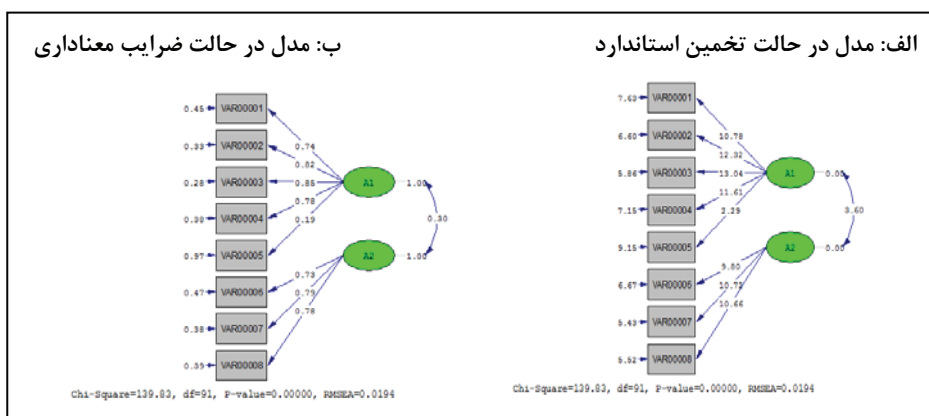 الف: مدل در حالت تخمین استاندارد
ب: مدل در حالت ضرایب معناداری
7.63 VAR00001 10.78
6.60 VAR00002 12.32
5.86 VAR00003 13.04 A1 0.00
7.15 VAR00004 11.61
9.15 VAR00005 2.29
3.60
A2 0.00
6.67 VAR00006 9.80
5.43 VAR00007 10.72
5.52 VAR00008 10.66
Chi-Square=139.83, df=91, P-value=0.00000, RMSEA=0.0194
0.45 VAR00001 0.74
0.33 VAR00002 0.82
0.28 VAR00003 0.85 A1 1.00
0.38 VAR00004 0.78
0.97 VAR00005 0.19
0.30
A2 1.00
0.47 VAR00006 0.73
0.38 VAR00007 0.79
0.39 VAR00008 0.78
Chi-Square=139.83, df=91, P-value=0.00000, RMSEA=0.0194